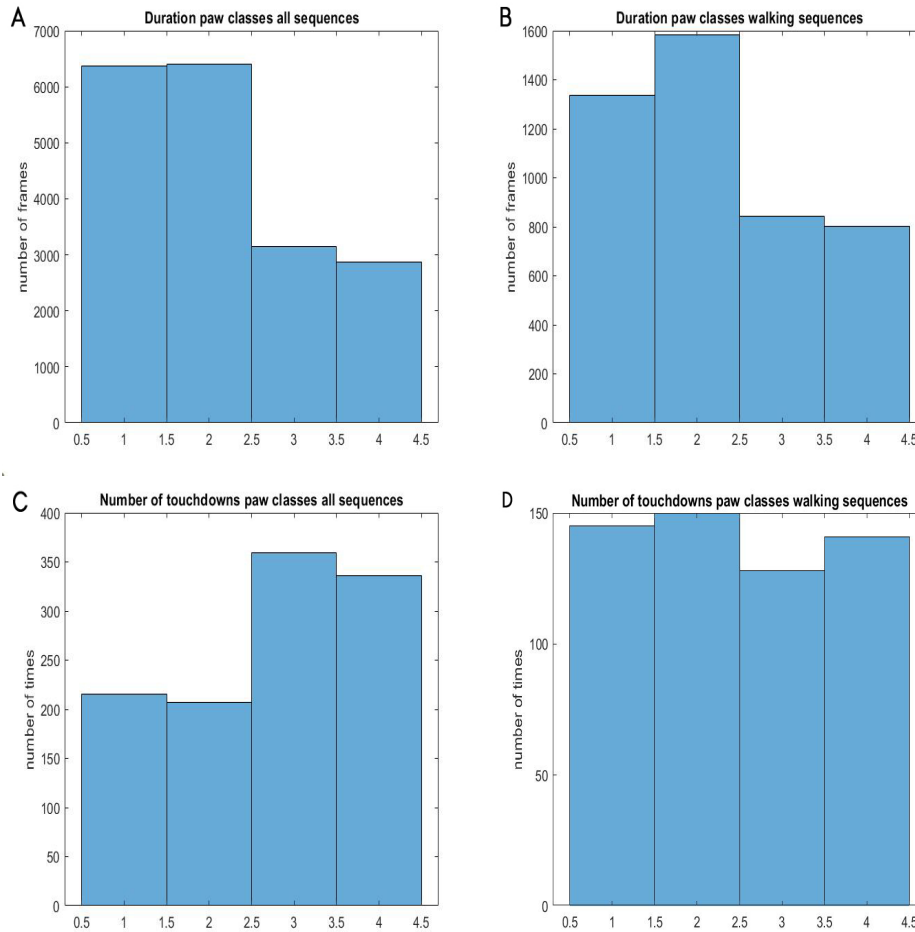 A
Duration paw classes all sequences
7000
6000
5000
4000
3000
2000
1000
0
number of frames
0.5 1 1.5 2 2.5 3 3.5 4 4.5
B
Duration paw classes walking sequences
1600
1400
1200
1000
800
600
400
200
0
number of frames
0.5 1 1.5 2 2.5 3 3.5 4 4.5
C
Number of touchdowns paw classes all sequences
400
350
300
250
200
150
100
50
0
number of times
0.5 1 1.5 2 2.5 3 3.5 4 4.5
D
Number of touchdowns paw classes walking sequences
150
100
50
0
number of times
0.5 1 1.5 2 2.5 3 3.5 4 4.5